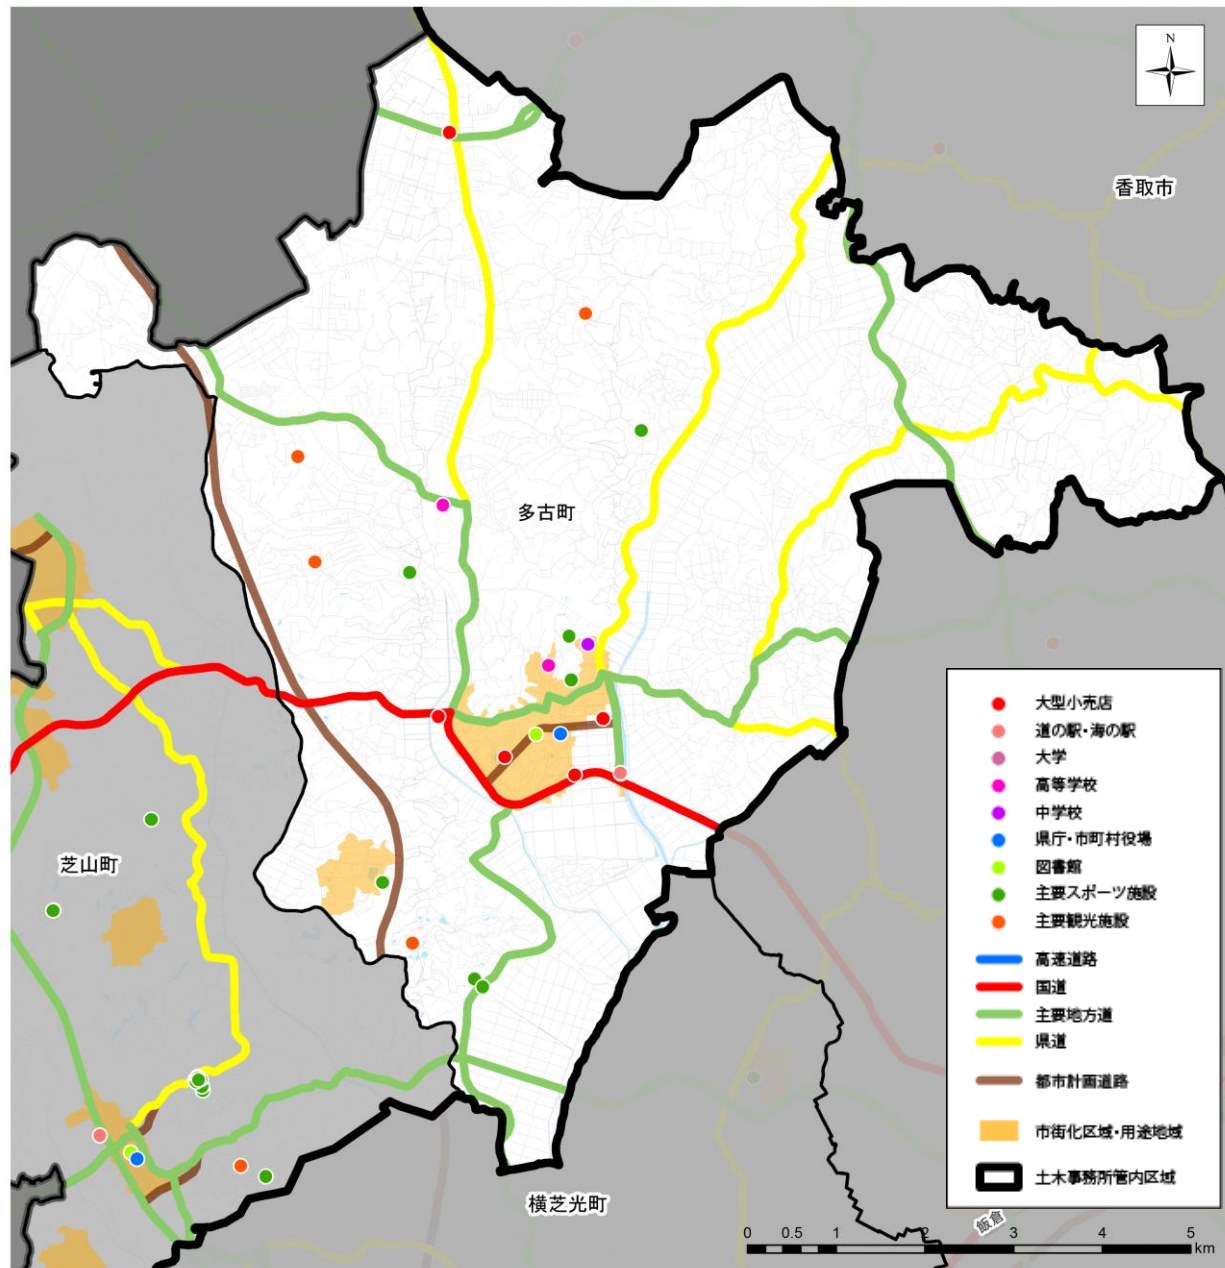 N
香取市
多古町
芝山町
横芝光町
飯倉
大型小売店
道の駅・海の駅
大学
高等学校
中学校
県庁・市町村役場
図書館
主要スポーツ施設
主要観光施設
高速道路
国道
主要地方道
県道
都市計画道路
市街化区域・用途地域
土木事務所管内区域
0 0.5 1 2 3 4 5
km